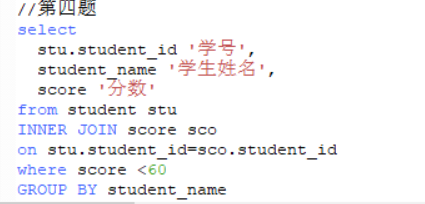 //第四题
select
stu.student_id '学号',
student_name '学生姓名',
score '分数'
from student stu
INNER JOIN score sco
on stu.student_id=sco.student_id
where score <60
GROUP BY student_name